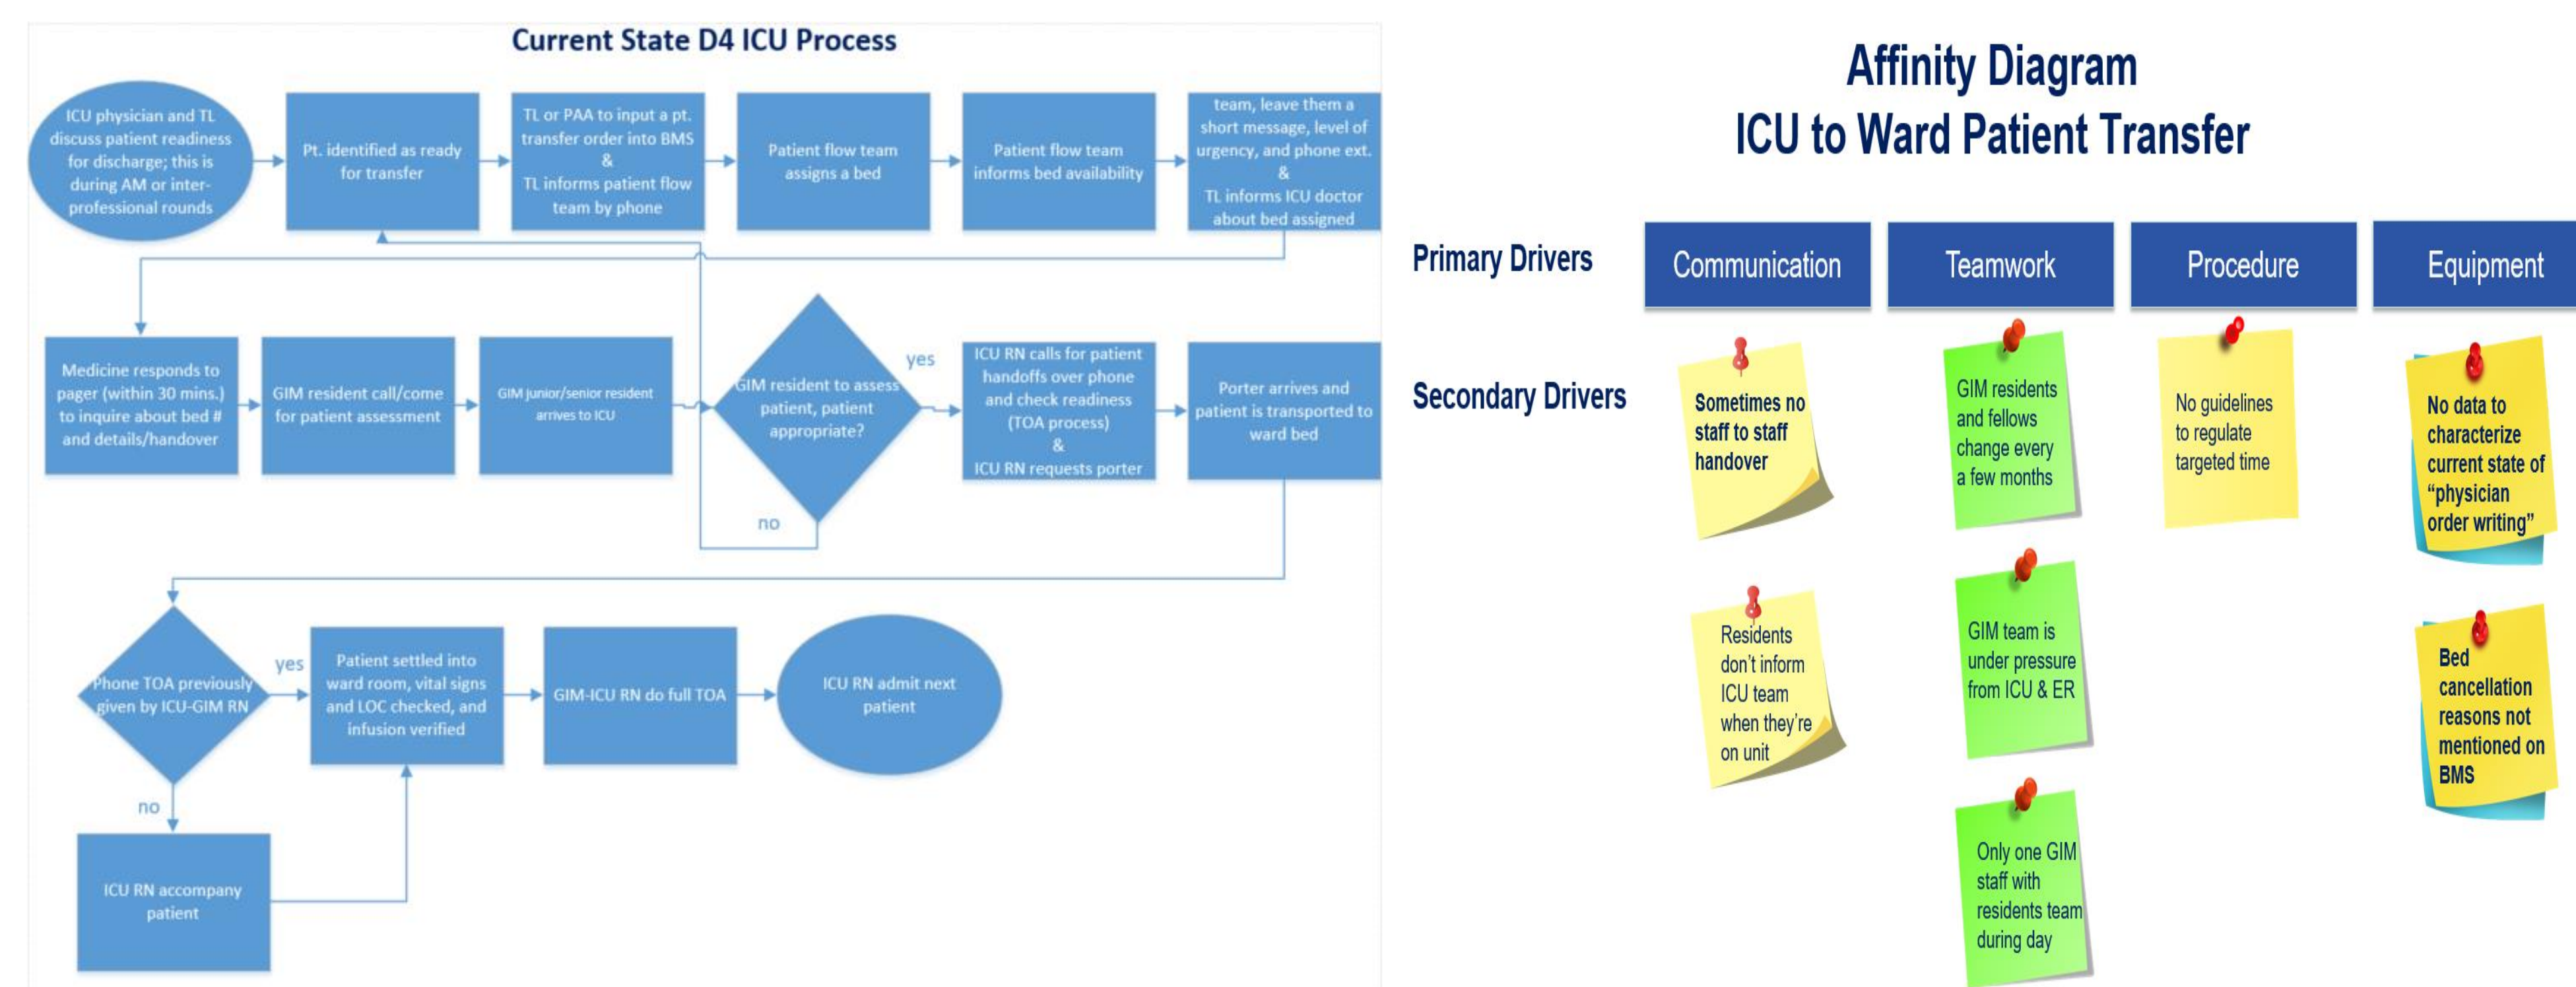 Current State D4 ICU Process
ICU physician and TL
discuss patient readiness
for discharge; this is
during AM or inter-
professional rounds
Pt. identified as ready
for transfer
TL or PAA to input a pt.
transfer order into BMS
&
TL informs patient flow
team by phone
Patient flow team
assigns a bed
Patient flow team
informs bed availability
team, leave them a
short message, level of
urgency, and phone ext.
&
TL informs ICU doctor
about bed assigned
Medicine responds to
pager (within 30 mins.)
to inquire about bed #
and details/handover
GIM resident call/come
for patient assessment
GIM junior/senior resident
arrives to ICU
GIM resident to assess
patient, patient
appropriate?
yes
no
ICU RN calls for patient
handoffs over phone
and check readiness
(TOA process)
&
ICU RN requests porter
Porter arrives and
patient is transported to
ward bed
Phone TOA previously
given by ICU-GIM RN
yes
no
Patient settled into
ward room, vital signs
and LOC checked, and
infusion verified
GIM-ICU RN do full TOA
ICU RN admit next
patient
ICU RN accompany
patient
Affinity Diagram
ICU to Ward Patient Transfer
Primary Drivers
Communication
Teamwork
Procedure
Equipment
Secondary Drivers
Sometimes no
staff to staff
handover
Residents
don't inform
ICU team
when they're
on unit
GIM residents
and fellows
change every
a few months
GIM team is
under pressure
from ICU & ER
Only one GIM
staff with
residents team
during day
No guidelines
to regulate
targeted time
No data to
characterize
current state of
“physician
order writing”
Bed
cancellation
reasons not
mentioned on
BMS